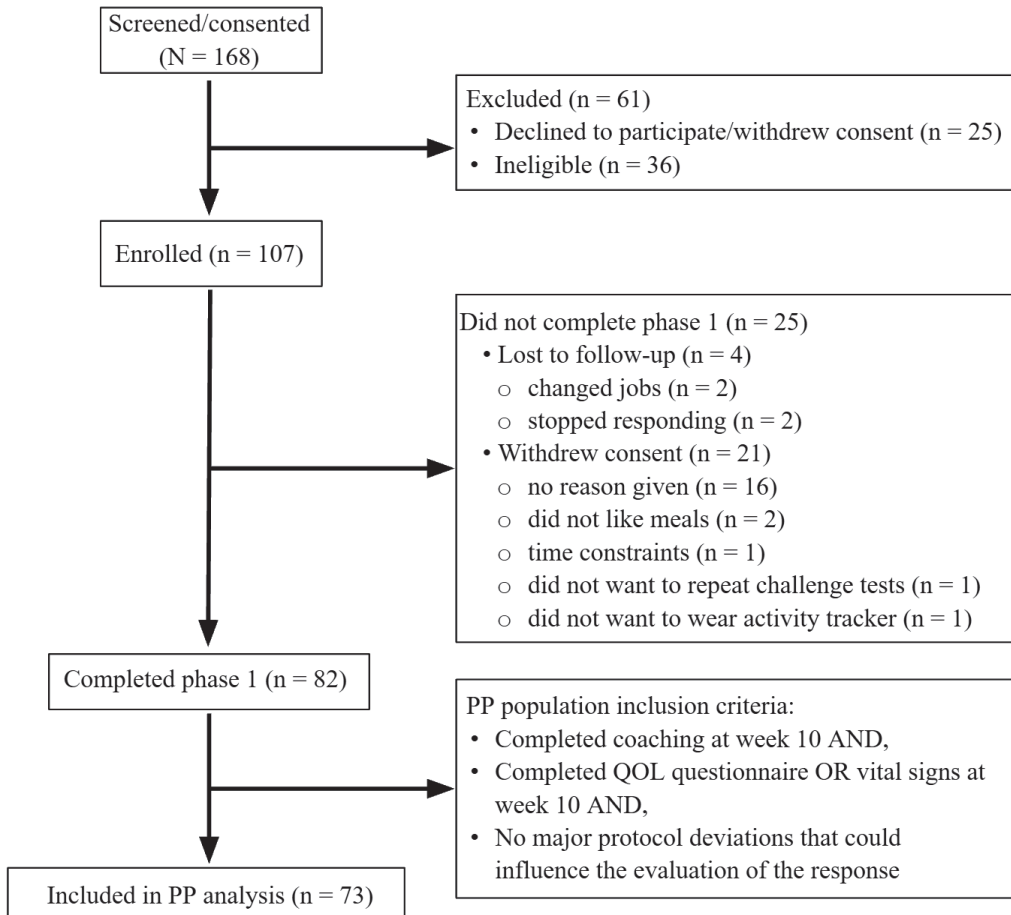 Screened/consented
(N = 168)
Excluded (n = 61)
• Declined to participate/withdrew consent (n = 25)
• Ineligible (n = 36)
Enrolled (n = 107)
Did not complete phase 1 (n = 25)
• Lost to follow-up (n = 4)
o changed jobs (n = 2)
o stopped responding (n = 2)
• Withdrew consent (n = 21)
o no reason given (n = 16)
o did not like meals (n = 2)
o time constraints (n = 1)
o did not want to repeat challenge tests (n = 1)
o did not want to wear activity tracker (n = 1)
Completed phase 1 (n = 82)
PP population inclusion criteria:
• Completed coaching at week 10 AND,
• Completed QOL questionnaire OR vital signs at
week 10 AND,
• No major protocol deviations that could
influence the evaluation of the response
Included in PP analysis (n = 73)